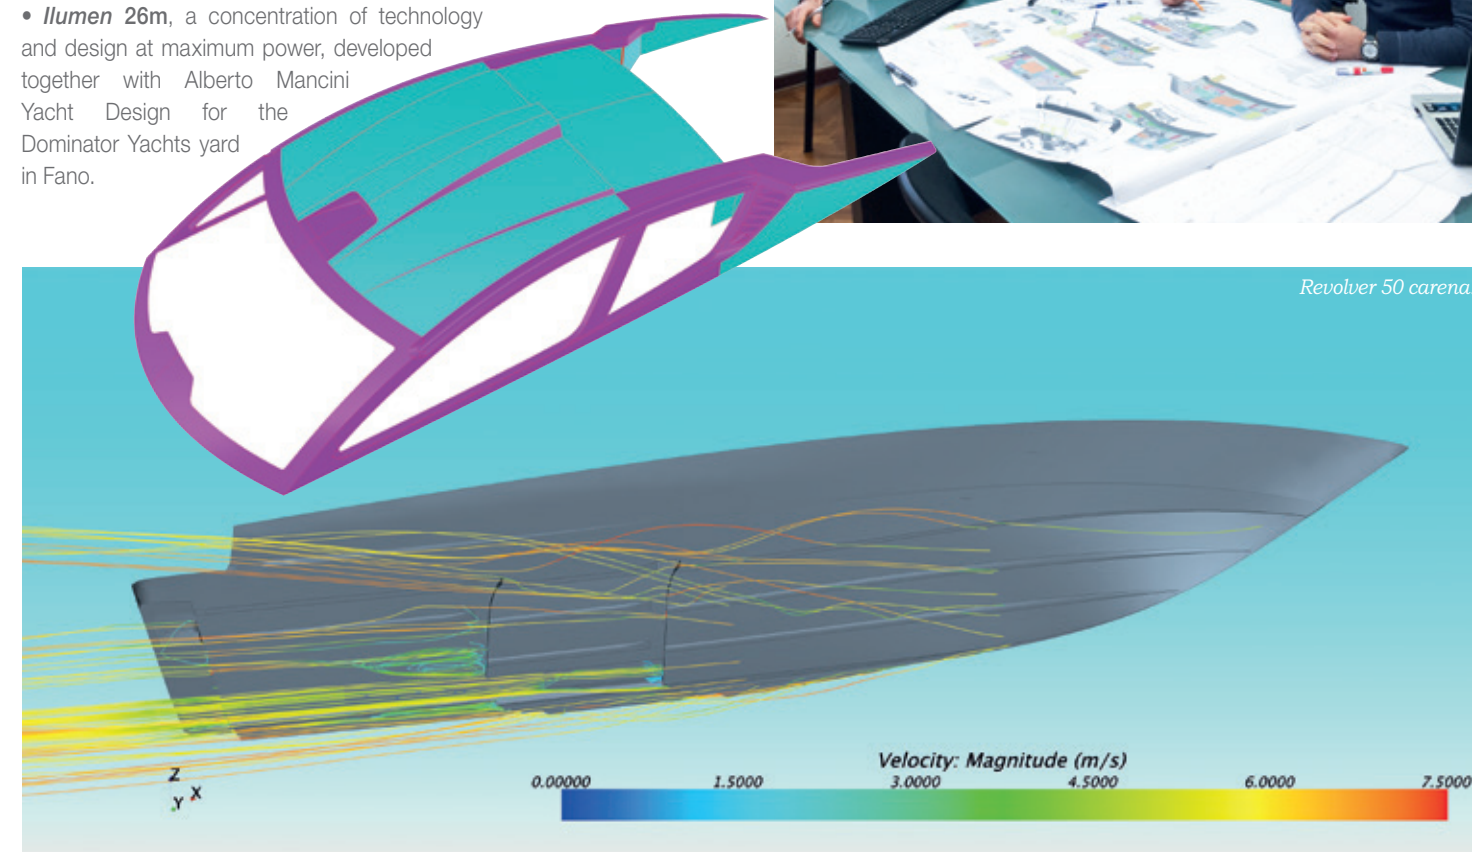 • Ilumen 26m, a concentration of technology
and design at maximum power, developed
together with Alberto Mancini
Yacht Design for the
Dominator Yachts yard
in Fano.
Revolver 50 carena.
Velocity: Magnitude (m/s)
0.00000 1.5000 3.0000 4.5000 6.0000 7.5000
Z
Y X